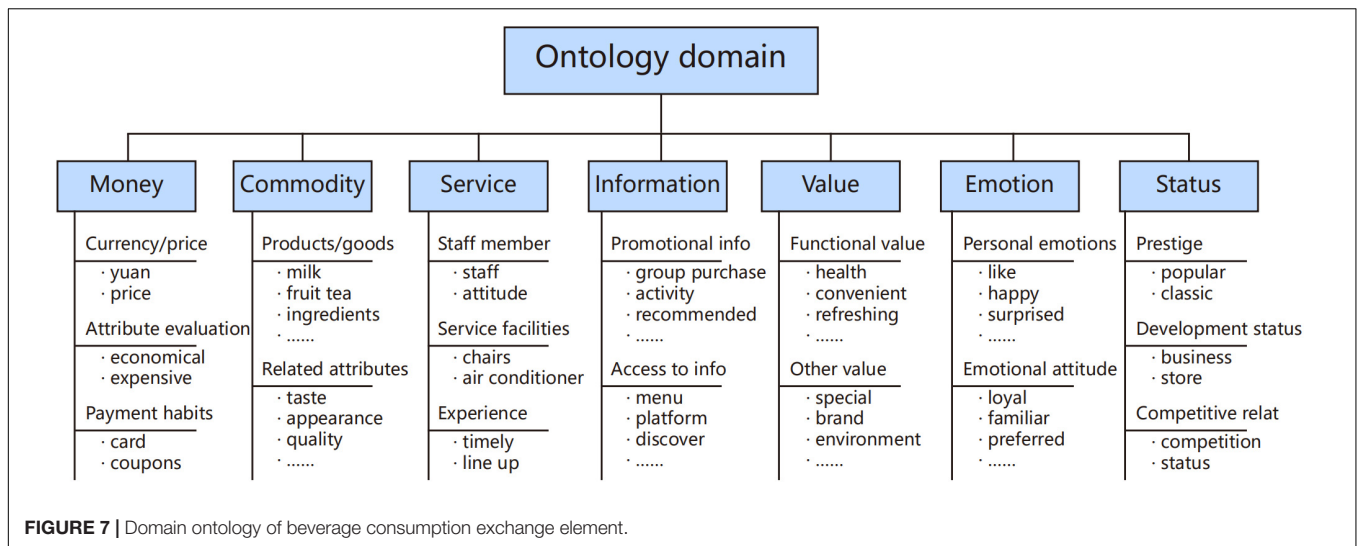 Ontology domain
Money
Currency/price
· yuan
· price
Attribute evaluation
· economical
· expensive
Payment habits
· card
· coupons
Commodity
Products/goods
· milk
· fruit tea
· ingredients
· ......
Related attributes
· taste
· appearance
· quality
· ......
Service
Staff member
· staff
· attitude
Service facilities
· chairs
· air conditioner
Experience
· timely
· line up
Information
Promotional info
· group purchase
· activity
· recommended
· ......
Access to info
· menu
· platform
· discover
· ......
Value
Functional value
· health
· convenient
· refreshing
· ......
Other value
· special
· brand
· environment
· ......
Emotion
Personal emotions
· like
· happy
· surprised
· ......
Emotional attitude
· loyal
· familiar
· preferred
· ......
Status
Prestige
· popular
· classic
Development status
· business
· store
Competitive relat
· competition
· status
FIGURE 7 | Domain ontology of beverage consumption exchange element.